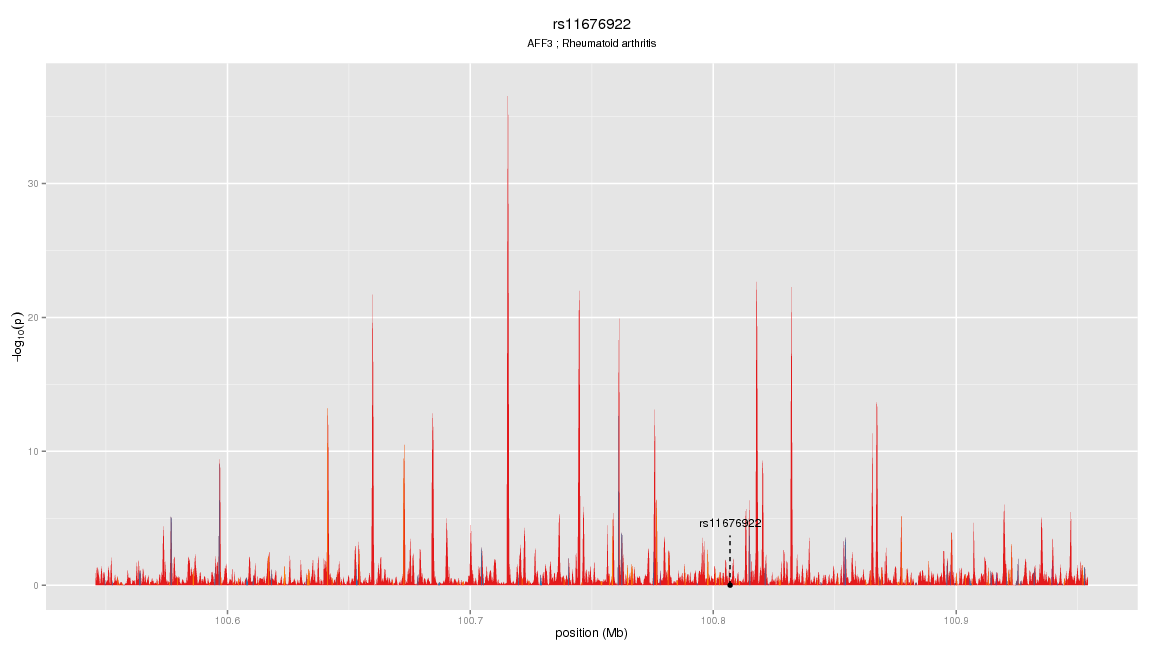 rs11676922
AFF3 ; Rheumatoid arthritis
−log10(p)
30
20
10
0
rs11676922
100.6
100.7
100.8
100.9
position (Mb)